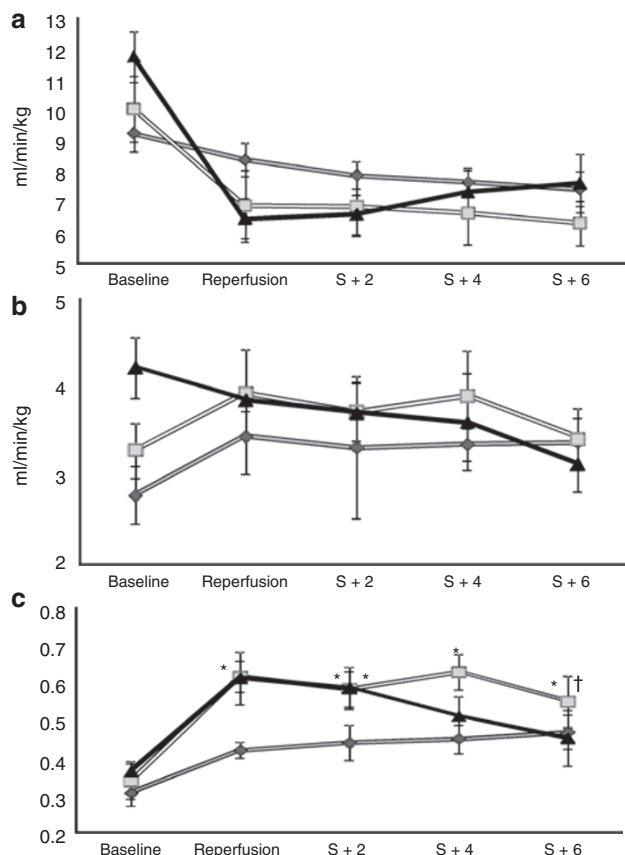 a
ml/min/kg
13
12
11
10
9
8
7
6
5
Baseline Reperfusion S + 2 S + 4 S + 6
b
ml/min/kg
5
4
3
2
Baseline Reperfusion S + 2 S + 4 S + 6
c
0.8
0.7
0.6
0.5
0.4
0.3
0.2
* * * * * †
Baseline Reperfusion S + 2 S + 4 S + 6